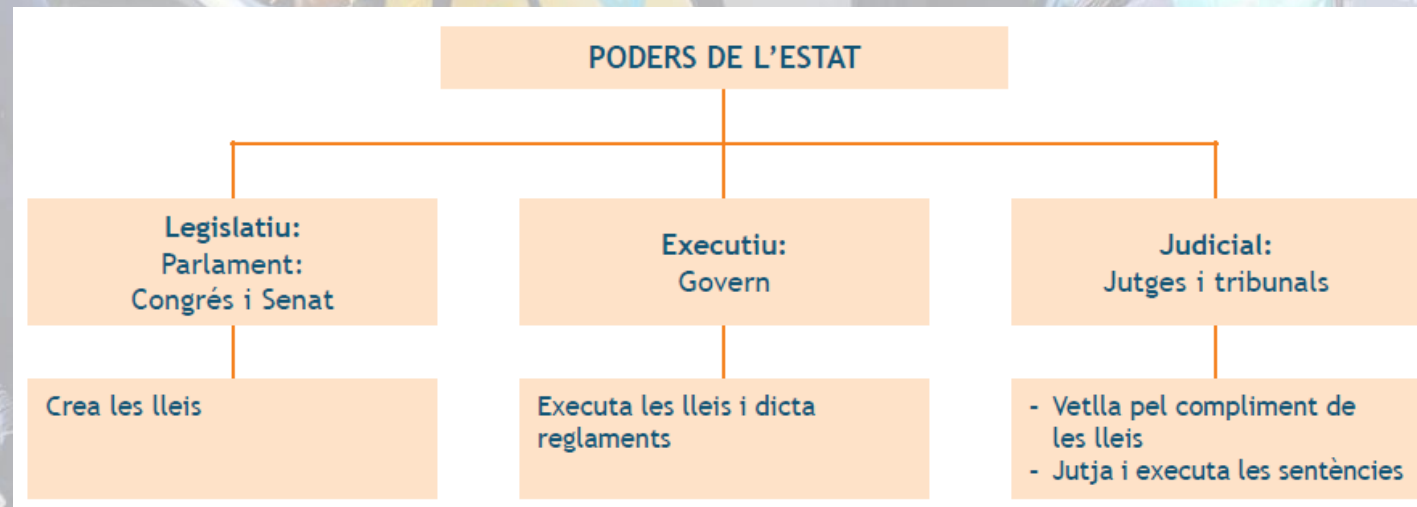 PODERS DE L’ESTAT
Legislatiu:
Parlament:
Congrés i Senat
Crea les lleis
Executiu:
Govern
Executa les lleis i dicta
reglaments
Judicial:
Jutges i tribunals
- Vetlla pel compliment de
les lleis
- Jutja i executa les sentències